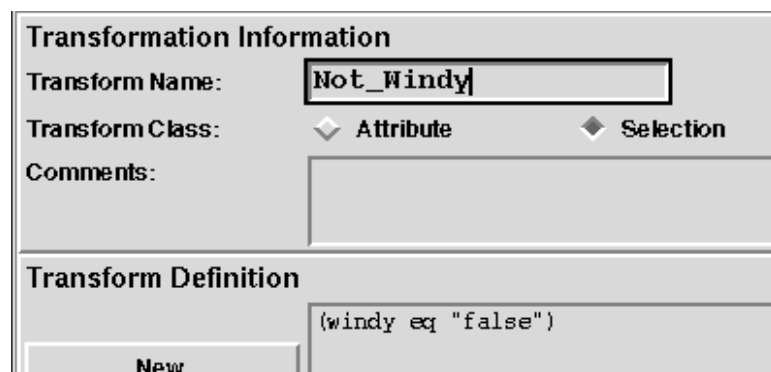 Transformation Information
Transform Name: Not_Windy
Transform Class: Attribute Selection
Comments:
Transform Definition
(windy eq "false")
New